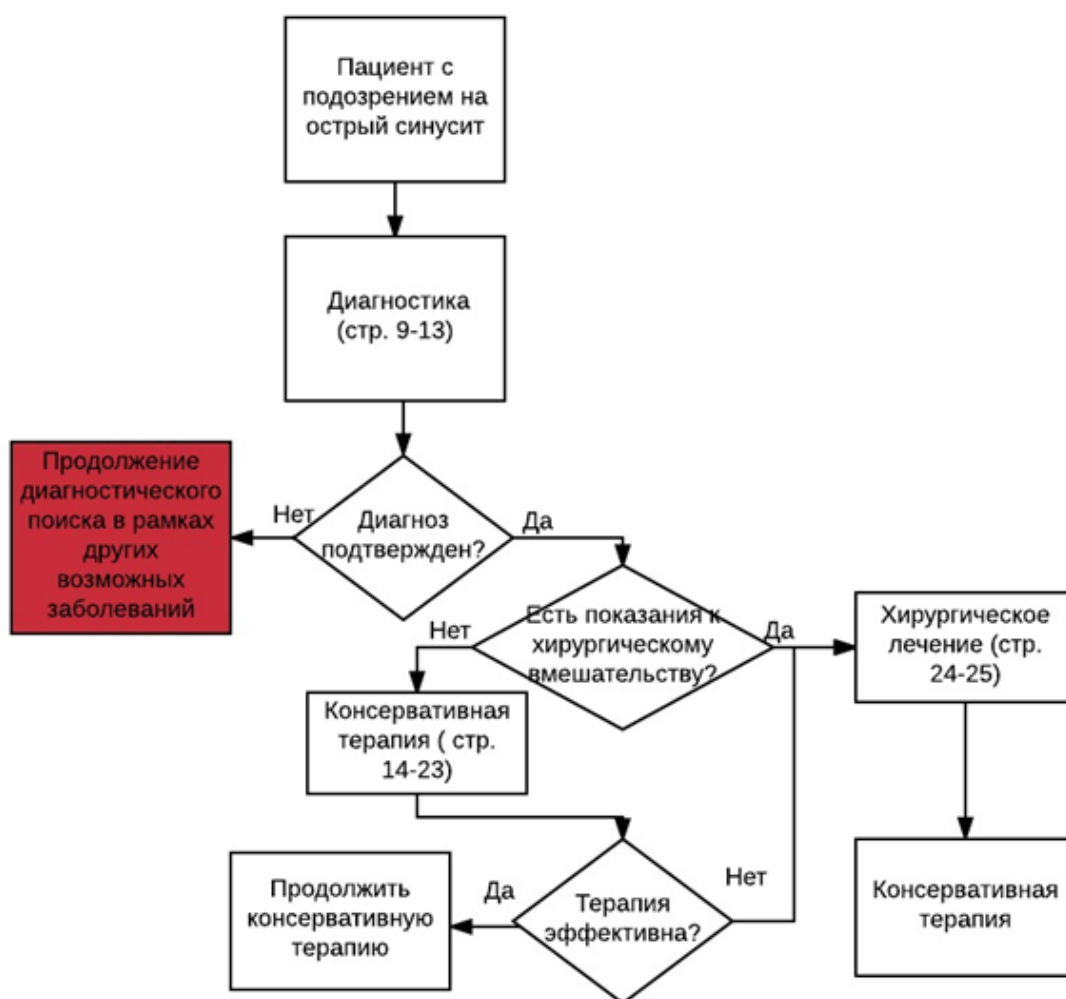 Пациент с
подозрением на
острый синусит
Диагностика
(стр. 9-13)
Продолжение
диагностического
поиска в рамках
других
возможных
заболеваний
Нет
Диагноз
подтвержден?
Да
Нет
Есть показания к
хирургическому
вмешательству?
Да
Хирургическое
лечение (стр.
24-25)
Консервативная
терапия ( стр.
14-23)
Продолжить
консервативную
терапию
Да
Терапия
эффективна?
Нет
Консервативная
терапия